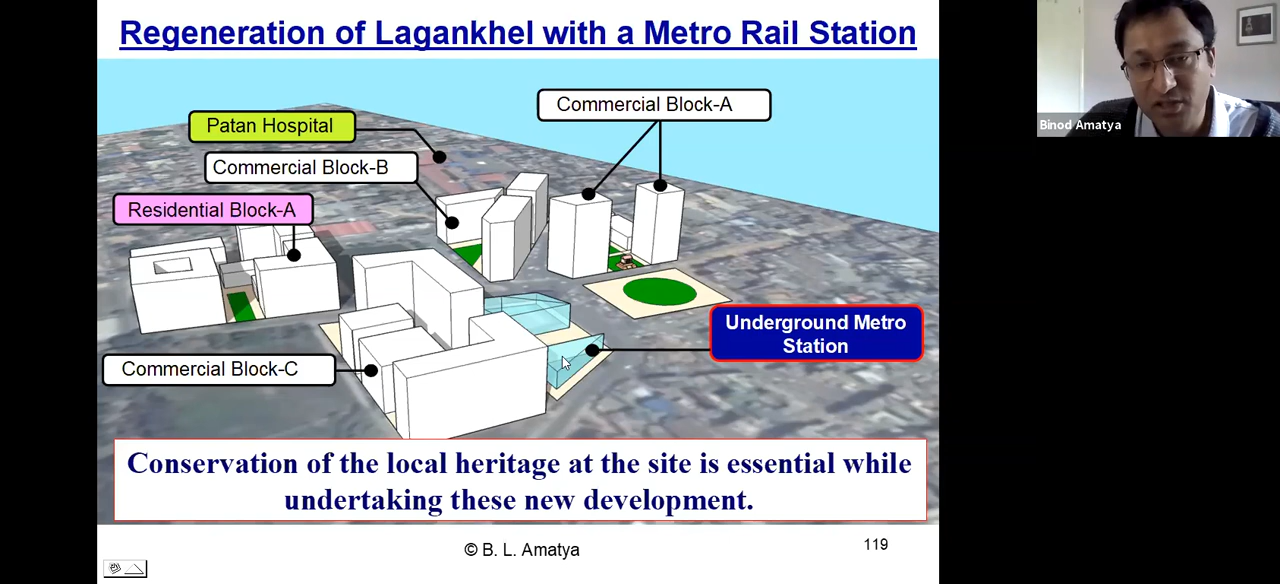 Regeneration of Lagankhel with a Metro Rail Station
Commercial Block-A
Patan Hospital
Commercial Block-B
Residential Block-A
Underground Metro
Station
Commercial Block-C
Conservation of the local heritage at the site is essential while
undertaking these new development.
© B. L. Amatya
119
Binod Amatya